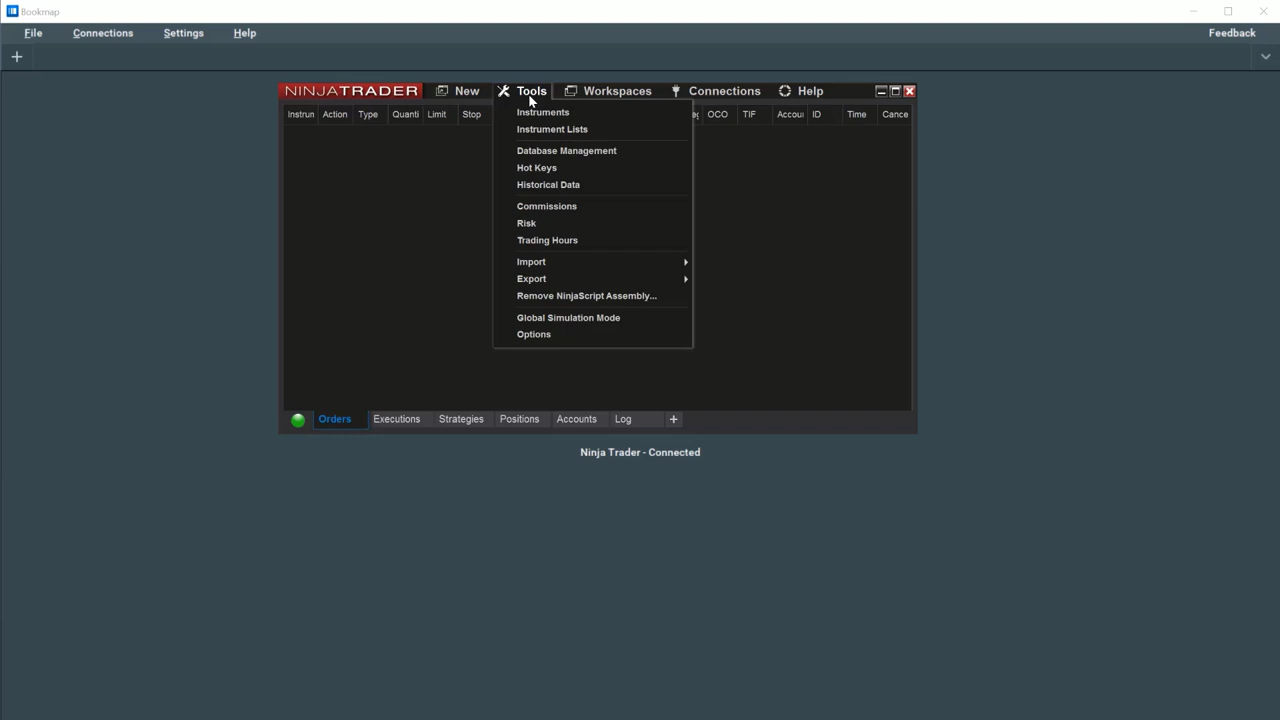 Bookmap
File Connections Settings Help Feedback
+
NINJATRADER New Tools Workspaces Connections Help
Instrun Action Type Quanti Limit Stop OCO TIF Accou ID Time Cance
Instruments
Instrument Lists
Database Management
Hot Keys
Historical Data
Commissions
Risk
Trading Hours
Import
Export
Remove NinjaScript Assembly...
Global Simulation Mode
Options
Orders Executions Strategies Positions Accounts Log +
Ninja Trader - Connected